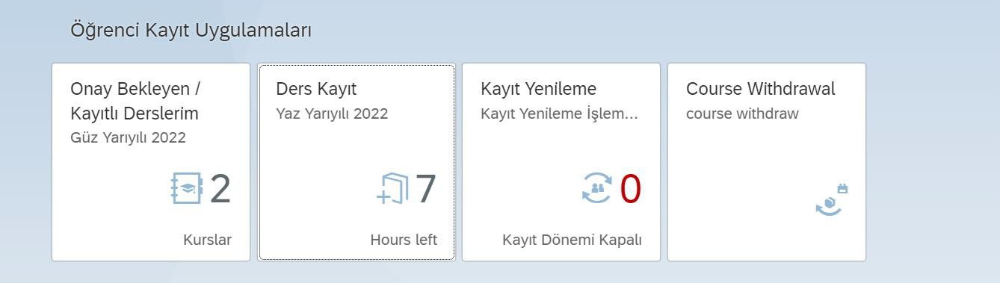 Öğrenci Kayıt Uygulamaları
Onay Bekleyen /
Kayıtlı Derslerim
Güz Yarıyılı 2022
2
Kurslar
Ders Kayıt
Yaz Yarıyılı 2022
7
Hours left
Kayıt Yenileme
Kayıt Yenileme İşlem...
0
Kayıt Dönemi Kapalı
Course Withdrawal
course withdraw